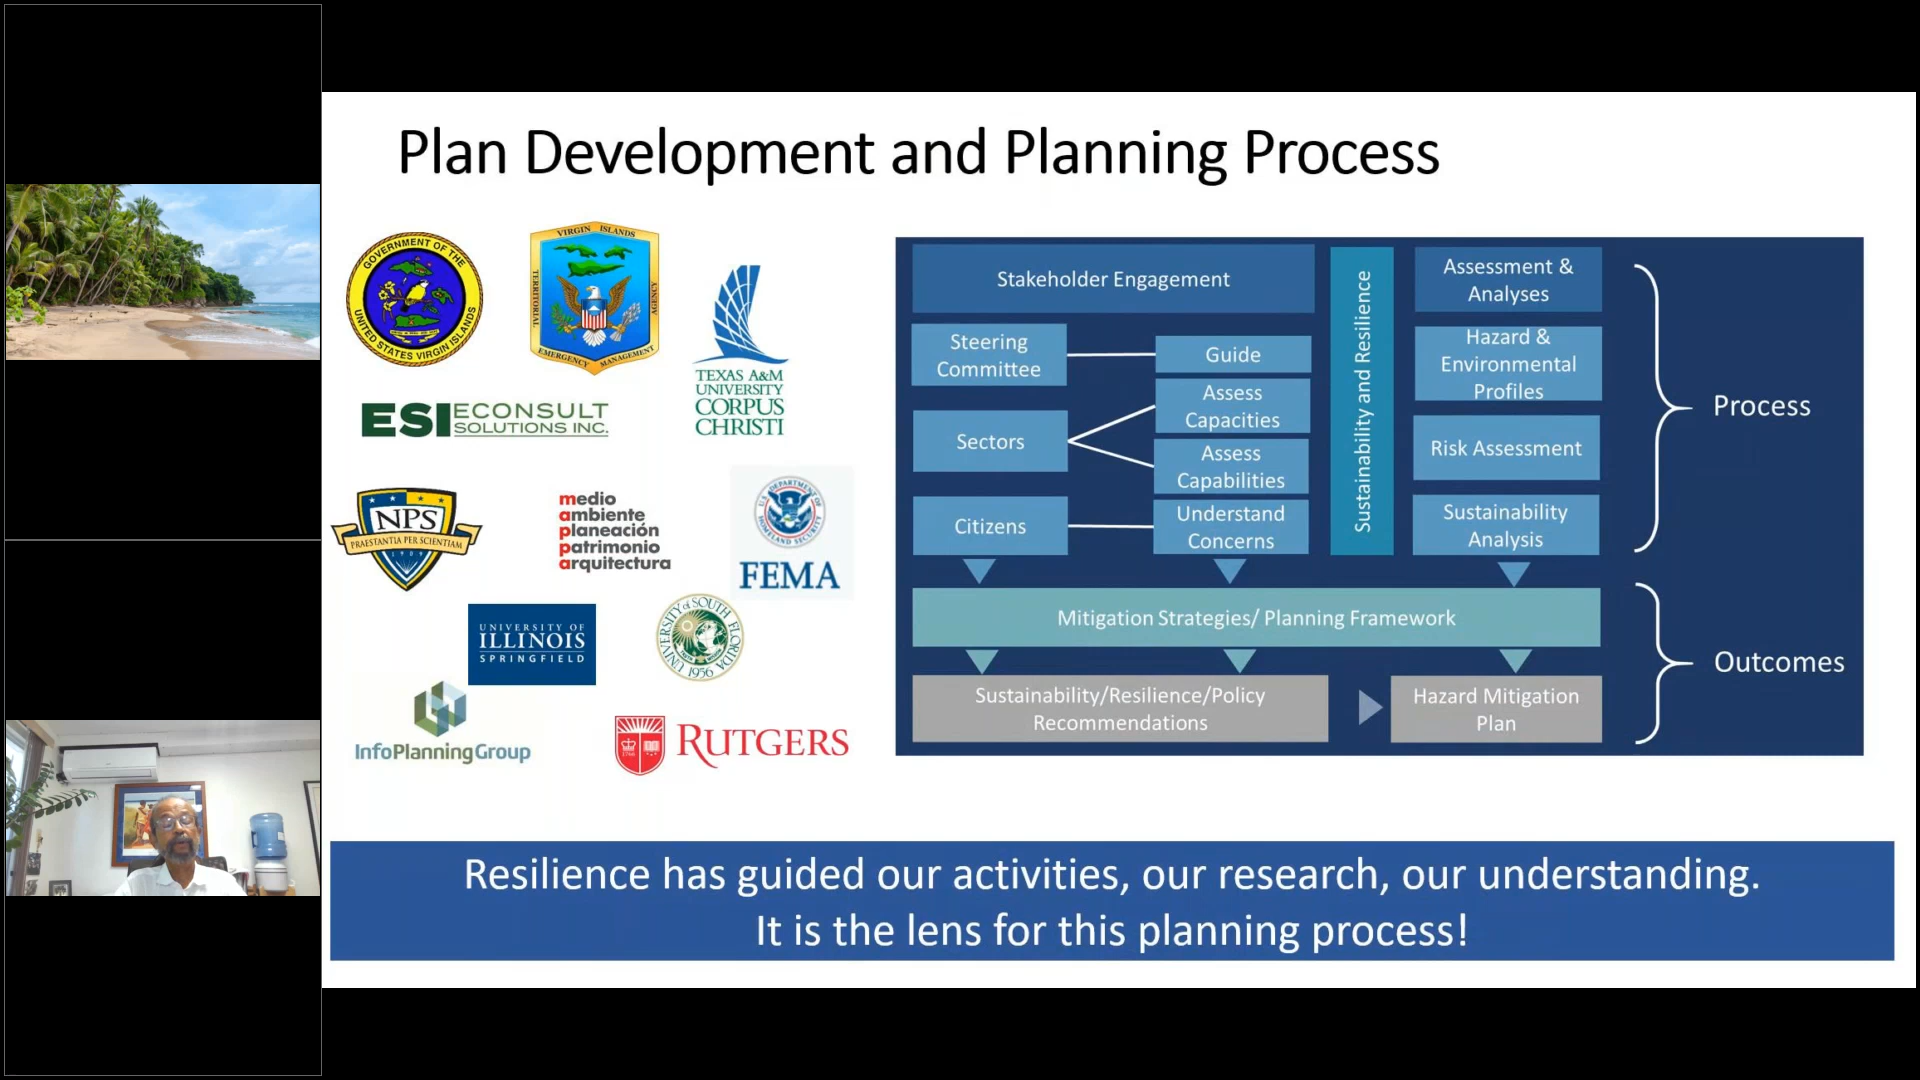 Plan Development and Planning Process
GOVERNMENT OF THE
UNITED STATES VIRGIN ISLANDS
VIRGIN ISLANDS
TERRITORIAL
AGENCY
EMERGENCY MANAGEMENT
TEXAS A&M
UNIVERSITY
CORPUS
CHRISTI
ESI ECONSULT
SOLUTIONS INC.
NPS
PRAESTANTIA PER SCIENTIAM
1909
medio
ambiente
planeación
patrimonio
arquitectura
U.S. DEPARTMENT OF
HOMELAND SECURITY
FEMA
UNIVERSITY OF
ILLINOIS
SPRINGFIELD
UNIVERSITY of SOUTH FLORIDA
1956
InfoPlanningGroup
RUTGERS
Stakeholder Engagement
Steering
Committee
Guide
Sectors
Assess
Capacities
Assess
Capabilities
Citizens
Understand
Concerns
Sustainability and Resilience
Assessment &
Analyses
Hazard &
Environmental
Profiles
Risk Assessment
Sustainability
Analysis
Process
Mitigation Strategies/ Planning Framework
Sustainability/Resilience/Policy
Recommendations
Hazard Mitigation
Plan
Outcomes
Resilience has guided our activities, our research, our understanding.
It is the lens for this planning process!